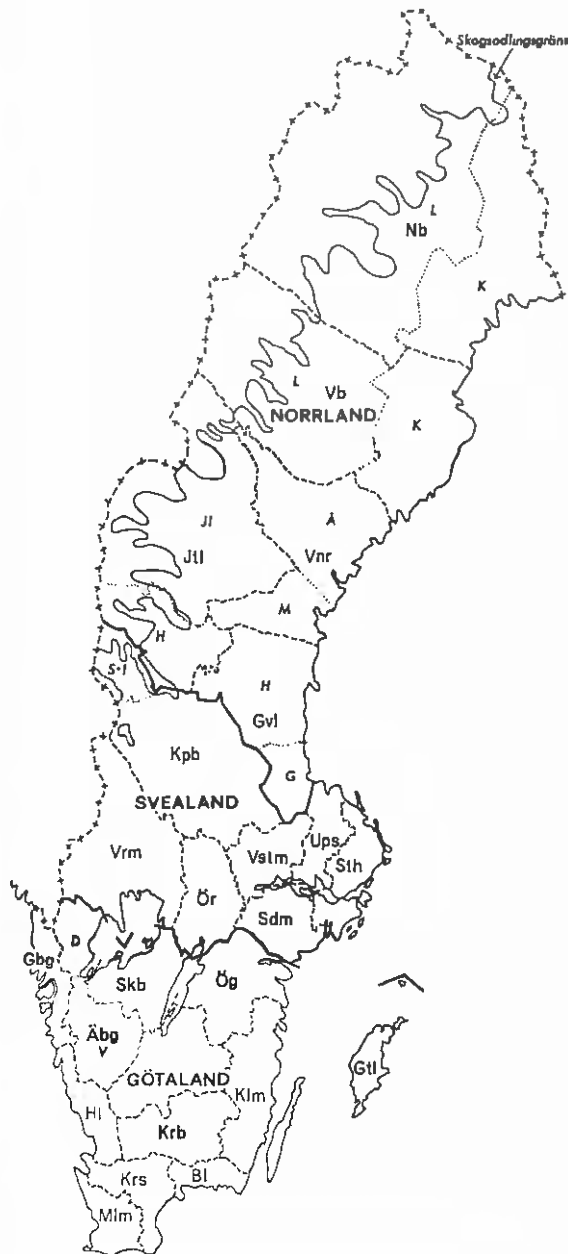 Skogsodlingsgräns
L
Nb
K
L
Vb
NORRLAND
K
Jl
Å
Jtl
Vnr
M
H
S-I
H
Gvl
Kpb
G
SVEALAND
Vrm
Vstm
Ups
Sth
Ör
Sdm
D
Gbg
Skb
Ög
Äbg
V
GÖTALAND
Gtl
Hl
Klm
Krb
Krs
Bl
Mlm